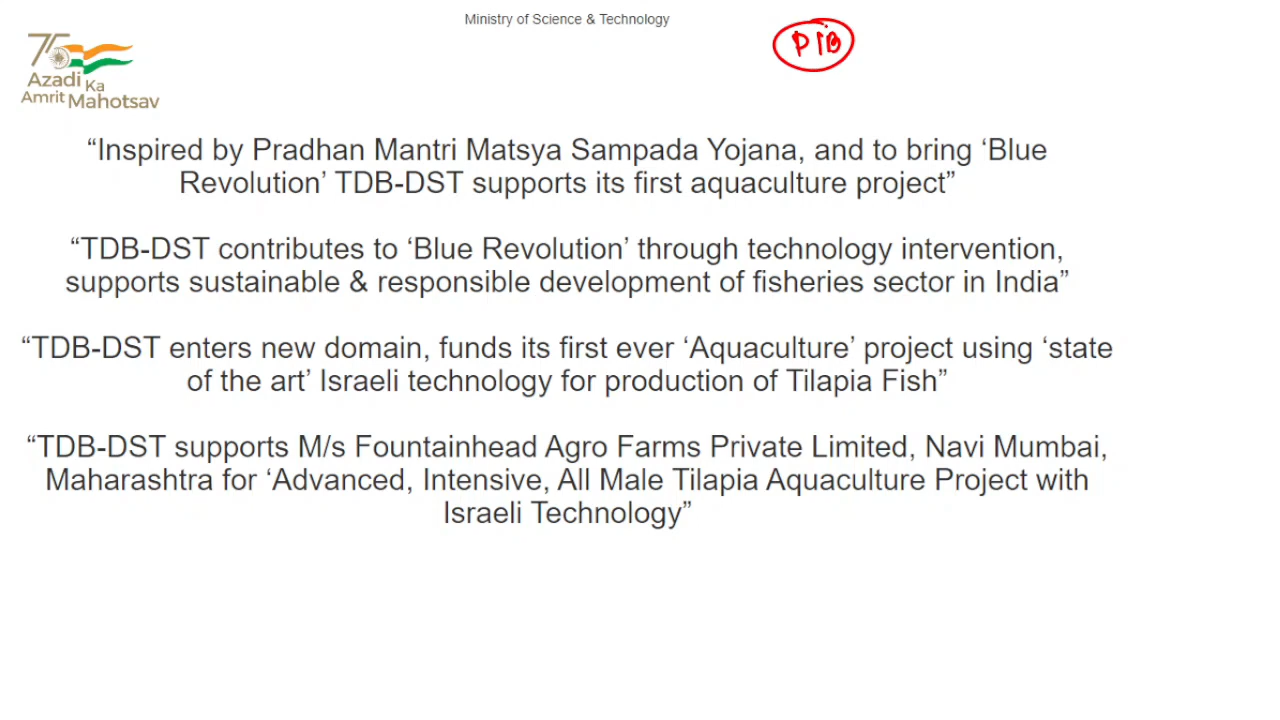 Ministry of Science & Technology
PIB
75
Azadi Ka
Amrit Mahotsav
“Inspired by Pradhan Mantri Matsya Sampada Yojana, and to bring ‘Blue
Revolution’ TDB-DST supports its first aquaculture project”
“TDB-DST contributes to ‘Blue Revolution’ through technology intervention,
supports sustainable & responsible development of fisheries sector in India”
“TDB-DST enters new domain, funds its first ever ‘Aquaculture’ project using ‘state
of the art’ Israeli technology for production of Tilapia Fish”
“TDB-DST supports M/s Fountainhead Agro Farms Private Limited, Navi Mumbai,
Maharashtra for ‘Advanced, Intensive, All Male Tilapia Aquaculture Project with
Israeli Technology”